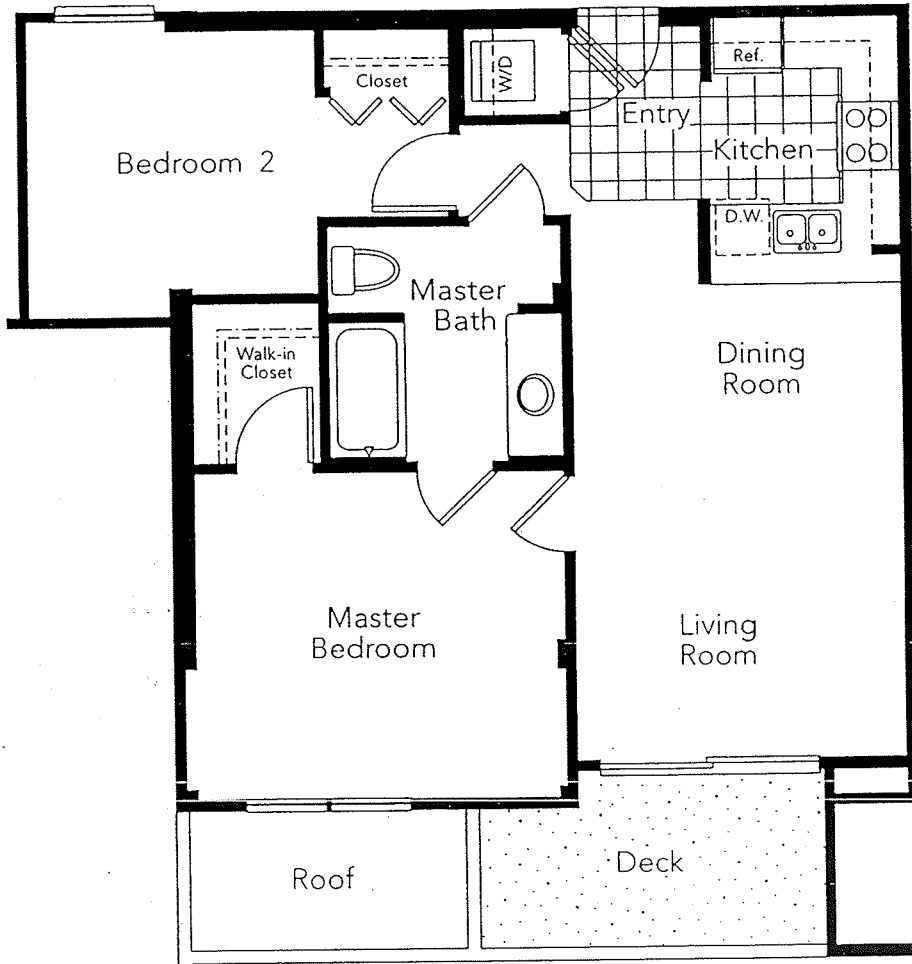 Ref.
W/D
Closet
Entry
Kitchen
Bedroom 2
D.W.
Master
Bath
Walk-in
Closet
Dining
Room
Master
Bedroom
Living
Room
Roof
Deck